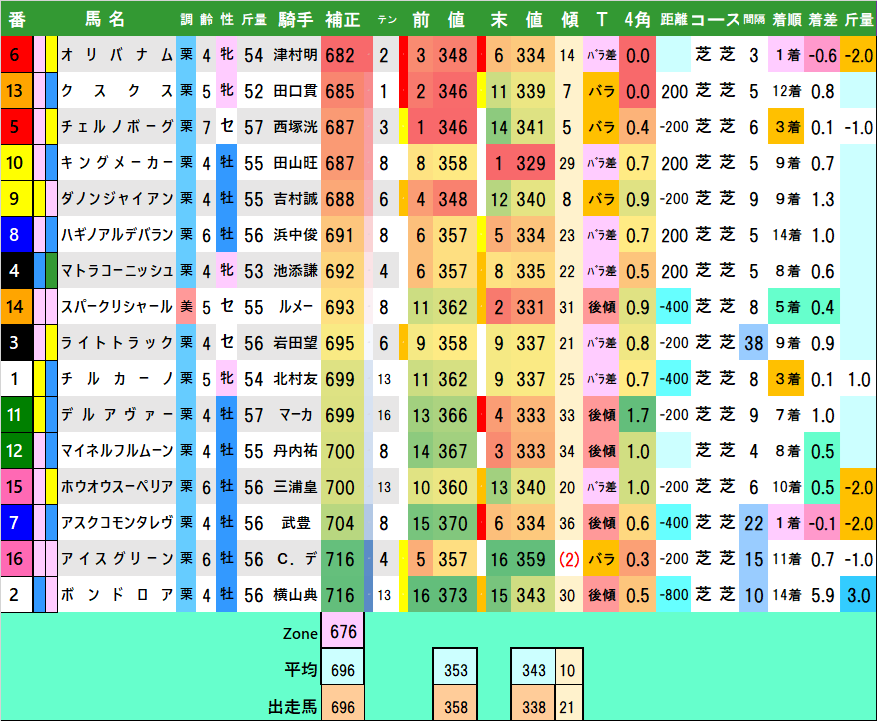 番 馬名 調 齢 性 斤量 騎手 補正 テン 前 値 末 値 傾 T 4角 距離 コース 間隔 着順 着差 斤量
6 オリバナム 栗 4 牝 54 津村明 682 2 3 348 6 334 14 バラ差 0.0 芝 芝 3 1着 -0.6 -2.0
13 クスクス 栗 5 牝 52 田口貫 685 1 2 346 11 339 7 バラ 0.0 200 芝 芝 5 12着 0.8
5 チェルノボーグ 栗 7 セ 57 西塚洸 687 3 1 346 14 341 5 バラ 0.4 -200 芝 芝 6 3着 0.1 -1.0
10 キングメーカー 栗 4 牡 55 田山旺 687 8 8 358 1 329 29 バラ差 0.7 200 芝 芝 5 9着 0.7
9 ダノンジャイアン 栗 4 牡 55 吉村誠 688 6 4 348 12 340 8 バラ 0.9 -200 芝 芝 9 9着 1.3
8 ハギノアルデバラン 栗 6 牡 56 浜中俊 691 8 6 357 5 334 23 バラ差 0.7 200 芝 芝 5 14着 1.0
4 マトラコーニッシュ 栗 4 牝 53 池添謙 692 4 6 357 8 335 22 バラ差 0.5 200 芝 芝 5 8着 0.6
14 スパークリシャール 美 5 セ 55 ルメー 693 8 11 362 2 331 31 後傾 0.9 -400 芝 芝 8 5着 0.4
3 ライトトラック 栗 4 セ 56 岩田望 695 6 9 358 9 337 21 バラ差 0.8 -200 芝 芝 38 9着 0.9
1 チルカーノ 栗 5 牝 54 北村友 699 13 11 362 9 337 25 バラ差 0.7 -400 芝 芝 8 3着 0.1 1.0
11 デルアヴァー 栗 4 牡 57 マーカ 699 16 13 366 4 333 33 後傾 1.7 -200 芝 芝 9 7着 1.0
12 マイネルフルムーン 栗 4 牡 55 丹内祐 700 8 14 367 3 333 34 後傾 1.0 芝 芝 4 8着 0.5
15 ホウオウスーペリア 栗 6 牡 56 三浦皇 700 13 10 360 13 340 20 バラ差 1.0 -200 芝 芝 6 10着 0.5 -2.0
7 アスクコモンタレヴ 栗 4 牡 56 武豊 704 8 15 370 6 334 36 後傾 0.6 -400 芝 芝 22 1着 -0.1 -2.0
16 アイスグリーン 栗 6 牡 56 C．デ 716 4 5 357 16 359 (2) バラ 0.3 -200 芝 芝 15 11着 0.7 -1.0
2 ボンドロア 栗 4 牡 56 横山典 716 13 16 373 15 343 30 後傾 0.5 -800 芝 芝 10 14着 5.9 3.0
Zone 676
平均 696 353 343 10
出走馬 696 358 338 21